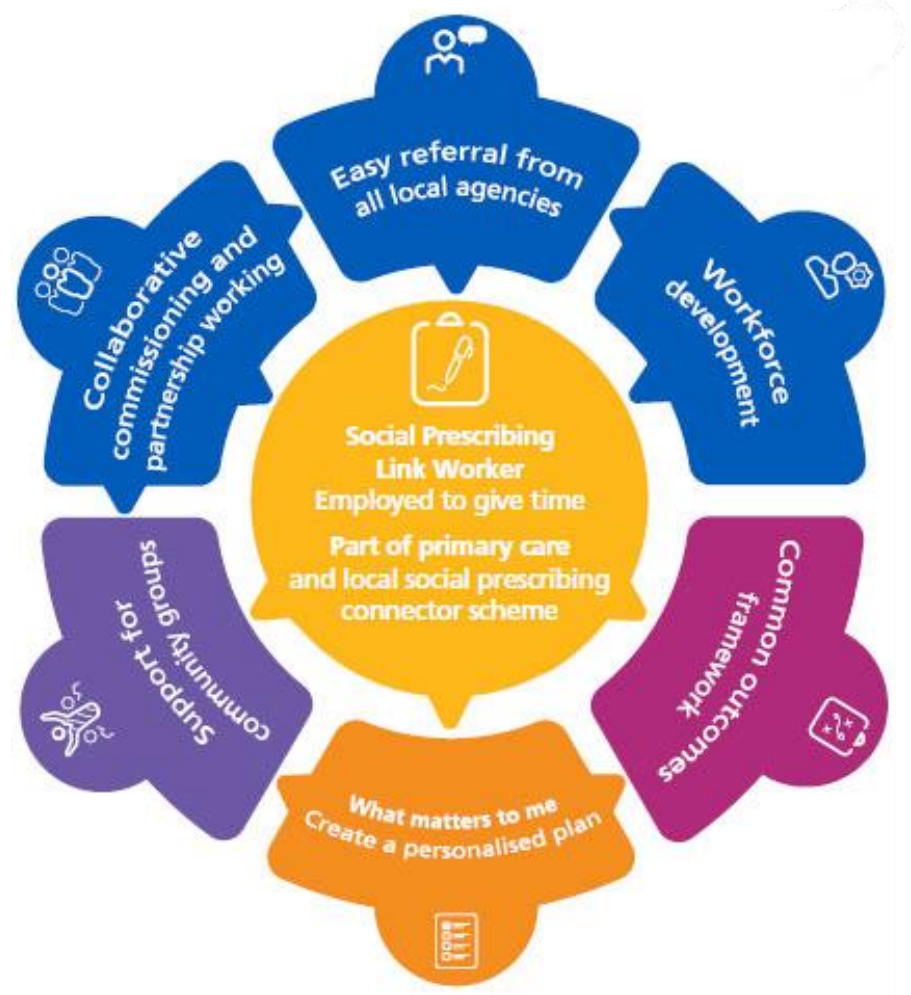 Easy referral from
all local agencies
Workforce
development
Common outcomes
framework
What matters to me
Create a personalised plan
Support for
community groups
Collaborative
commissioning and
partnership working
Social Prescribing
Link Worker
Employed to give time
Part of primary care
and local social prescribing
connector scheme